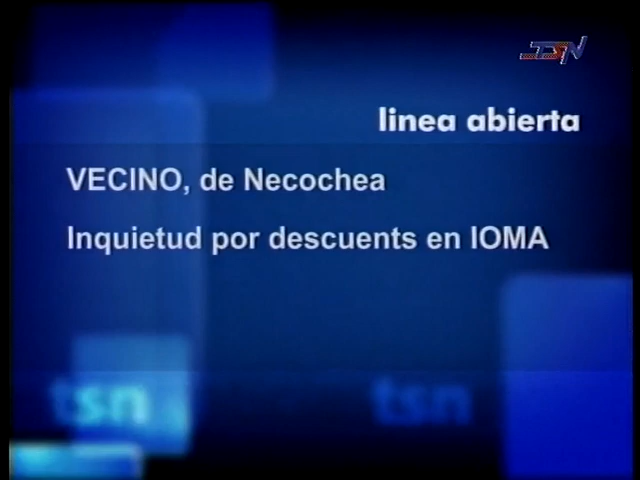 TSN
linea abierta
VECINO, de Necochea
Inquietud por descuents en IOMA
tsn tsn